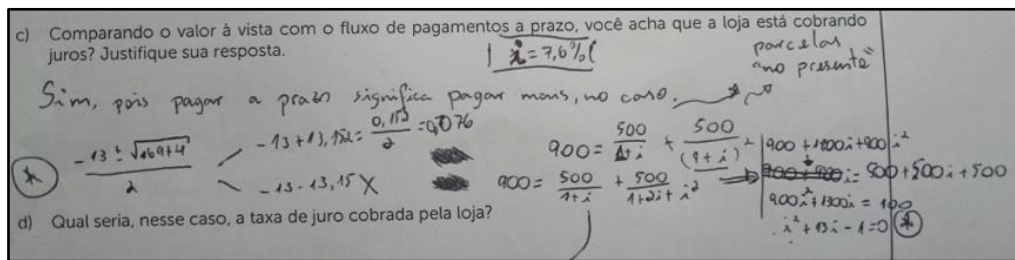 c) Comparando o valor à vista com o fluxo de pagamentos a prazo, você acha que a loja está cobrando
juros? Justifique sua resposta.
i = 7,6%
parcelas
"no presente"
Sim, pois pagar a prazo significa pagar mais, no caso.
* (-13 ± √169+4)/2
-13+13,152 = 0,152/2 = 0,076
-13-13,15 X
900 = 500/(1+i) + 500/(1+i)²
900 = 500/(1+i) + 500/(1+2i+i²)
900 + 1800i + 900i²
= 500 + 500i + 500
900i² + 1300i = 100
i² + 13i - 1 = 0 *
d) Qual seria, nesse caso, a taxa de juro cobrada pela loja?